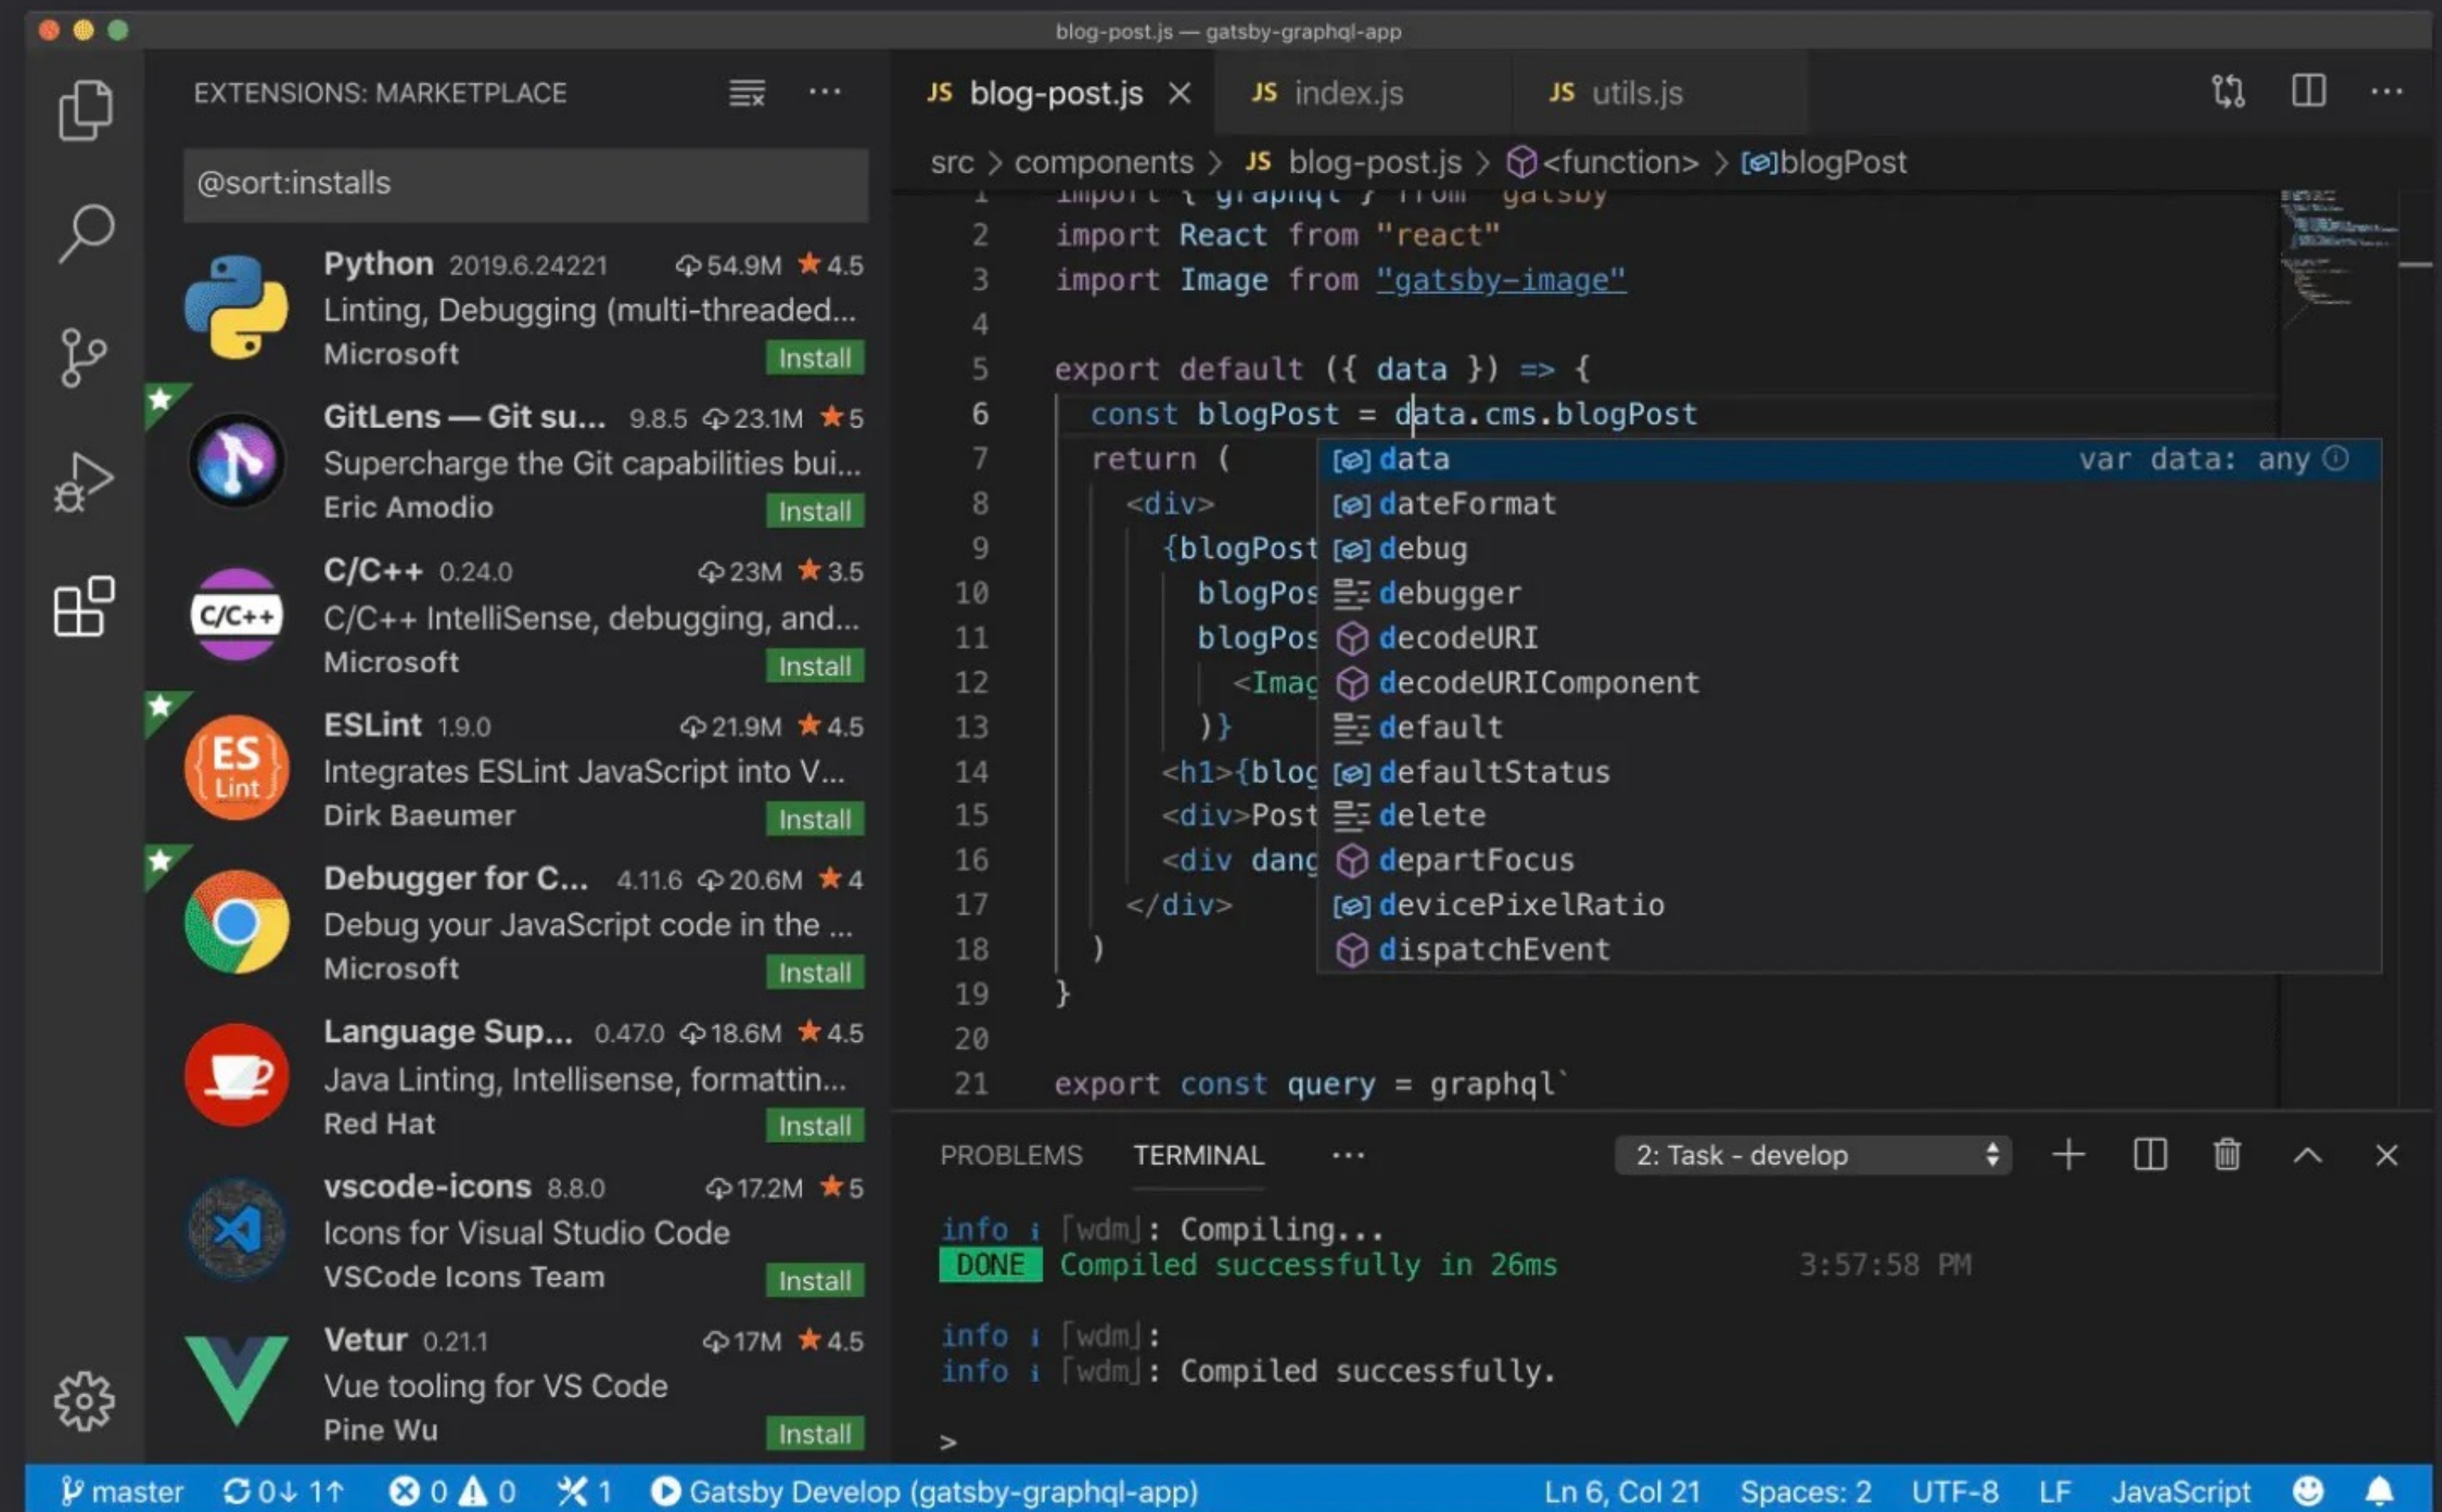 blog-post.js — gatsby-graphql-app
EXTENSIONS: MARKETPLACE
@sort:installs
Python 2019.6.24221 54.9M 4.5
Linting, Debugging (multi-threaded...
Microsoft Install
GitLens — Git su... 9.8.5 23.1M 5
Supercharge the Git capabilities bui...
Eric Amodio Install
C/C++
C/C++ 0.24.0 23M 3.5
C/C++ IntelliSense, debugging, and...
Microsoft Install
ES
Lint
ESLint 1.9.0 21.9M 4.5
Integrates ESLint JavaScript into V...
Dirk Baeumer Install
Debugger for C... 4.11.6 20.6M 4
Debug your JavaScript code in the ...
Microsoft Install
Language Sup... 0.47.0 18.6M 4.5
Java Linting, Intellisense, formattin...
Red Hat Install
vscode-icons 8.8.0 17.2M 5
Icons for Visual Studio Code
VSCode Icons Team Install
Vetur 0.21.1 17M 4.5
Vue tooling for VS Code
Pine Wu Install
JS blog-post.js JS index.js JS utils.js
src > components > JS blog-post.js > <function> > blogPost
1 import { graphql } from "gatsby"
2 import React from "react"
3 import Image from "gatsby-image"
4
5 export default ({ data }) => {
6 const blogPost = data.cms.blogPost
7 return (
8 <div>
9 {blogPost
10 blogPos
11 blogPos
12 <Imag
13 )}
14 <h1>{blog
15 <div>Post
16 <div dang
17 </div>
18 )
19 }
20
21 export const query = graphql`
data var data: any
dateFormat
debug
debugger
decodeURI
decodeURIComponent
default
defaultStatus
delete
departFocus
devicePixelRatio
dispatchEvent
PROBLEMS TERMINAL ... 2: Task - develop
info i ｢wdm｣: Compiling...
DONE Compiled successfully in 26ms 3:57:58 PM
info i ｢wdm｣:
info i ｢wdm｣: Compiled successfully.
>
master 0↓ 1↑ 0 0 1 Gatsby Develop (gatsby-graphql-app) Ln 6, Col 21 Spaces: 2 UTF-8 LF JavaScript